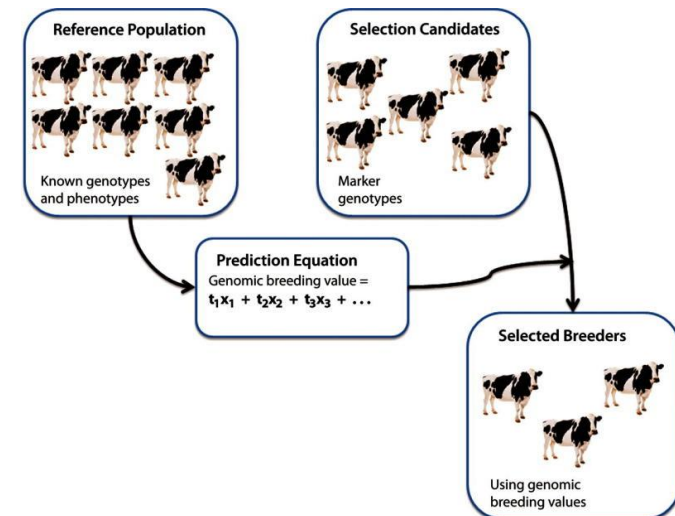 Reference Population
Known genotypes
and phenotypes
Selection Candidates
Marker
genotypes
Prediction Equation
Genomic breeding value =
t₁x₁ + t₂x₂ + t₃x₃ + ...
Selected Breeders
Using genomic
breeding values